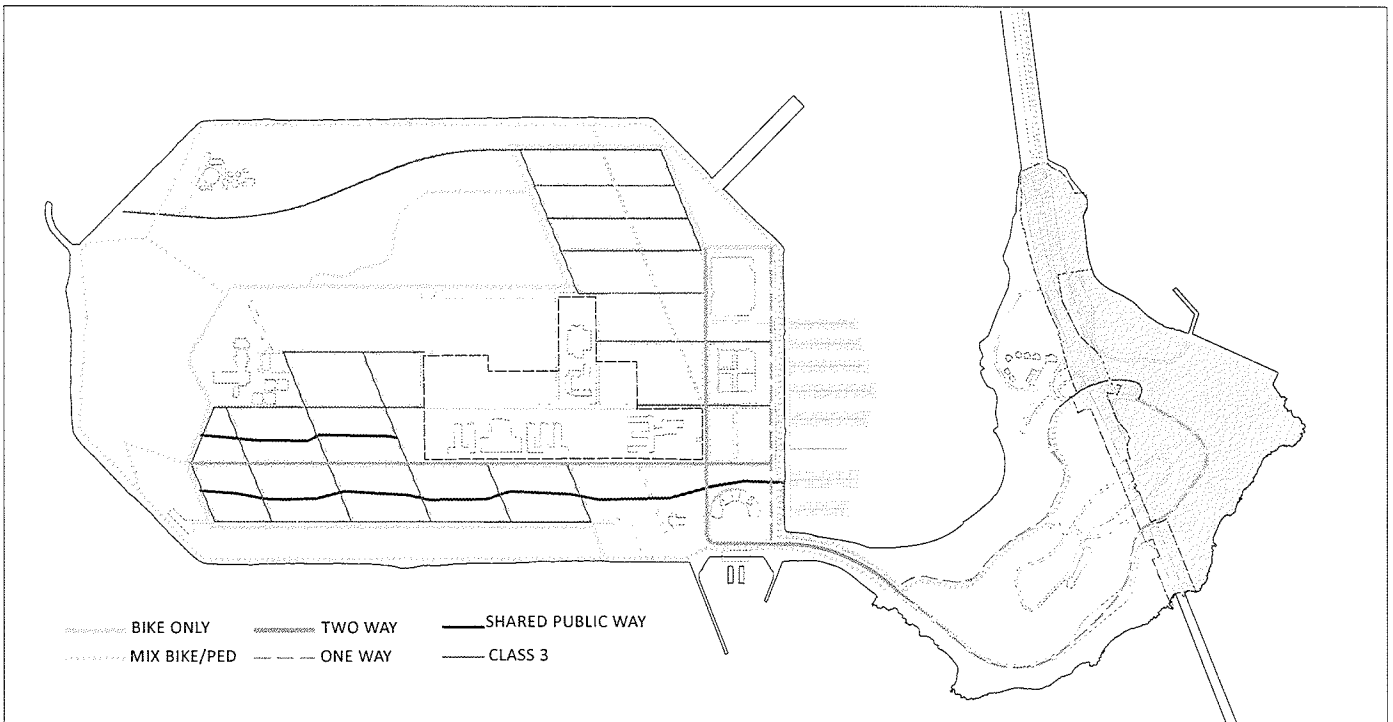 BIKE ONLY
TWO WAY
SHARED PUBLIC WAY
MIX BIKE/PED
ONE WAY
CLASS 3